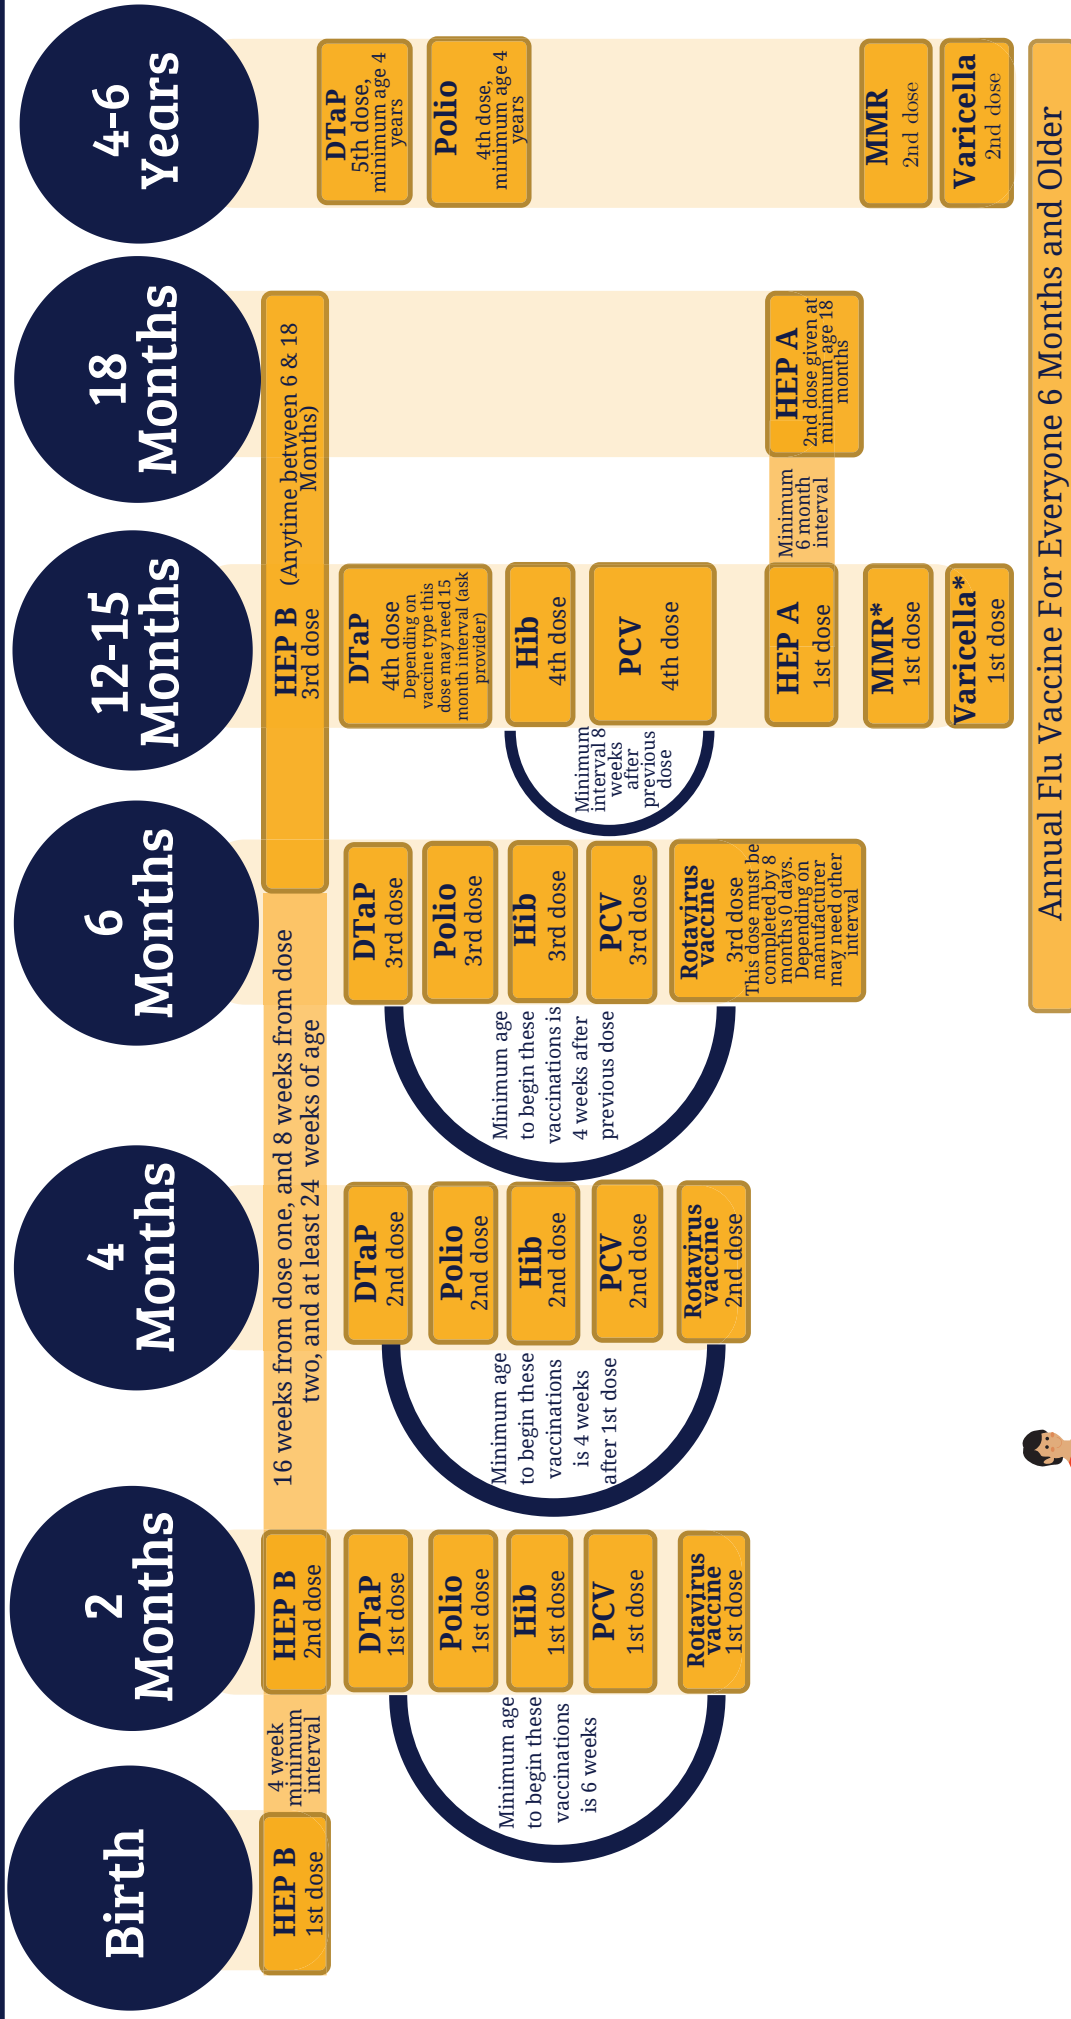 Birth
2
Months
4
Months
6
Months
12-15
Months
18
Months
4-6
Years
HEP B
1st dose
4 week
minimum
interval
HEP B
2nd dose
16 weeks from dose one, and 8 weeks from dose
two, and at least 24 weeks of age
HEP B (Anytime between 6 & 18
3rd dose Months)
Minimum age
to begin these
vaccinations
is 6 weeks
DTaP
1st dose
Polio
1st dose
Hib
1st dose
PCV
1st dose
Rotavirus
vaccine
1st dose
Minimum age
to begin these
vaccinations
is 4 weeks
after 1st dose
DTaP
2nd dose
Polio
2nd dose
Hib
2nd dose
PCV
2nd dose
Rotavirus
vaccine
2nd dose
Minimum age
to begin these
vaccinations is
4 weeks after
previous dose
DTaP
3rd dose
Polio
3rd dose
Hib
3rd dose
PCV
3rd dose
Rotavirus
vaccine
3rd dose
This dose must be
completed by 8
months 0 days.
Depending on
manufacturer
may need other
interval
Minimum
interval 8
weeks
after
previous
dose
DTaP
4th dose
Depending on
vaccine type this
dose may need 15
month interval (ask
provider)
Hib
4th dose
PCV
4th dose
HEP A
1st dose
MMR*
1st dose
Varicella*
1st dose
Minimum
6 month
interval
HEP A
2nd dose given at
minimum age 18
months
DTaP
5th dose,
minimum age 4
years
Polio
4th dose,
minimum age 4
years
MMR
2nd dose
Varicella
2nd dose
Annual Flu Vaccine For Everyone 6 Months and Older